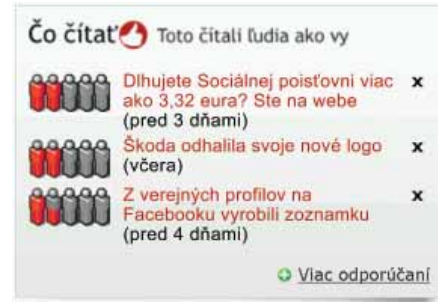 Čo čítať Toto čítali ľudia ako vy
Dlhujete Sociálnej poisťovni viac x
ako 3,32 eura? Ste na webe
(pred 3 dňami)
Škoda odhalila svoje nové logo x
(včera)
Z verejných profilov na x
Facebooku vyrobili zoznamku
(pred 4 dňami)
Viac odporúčaní